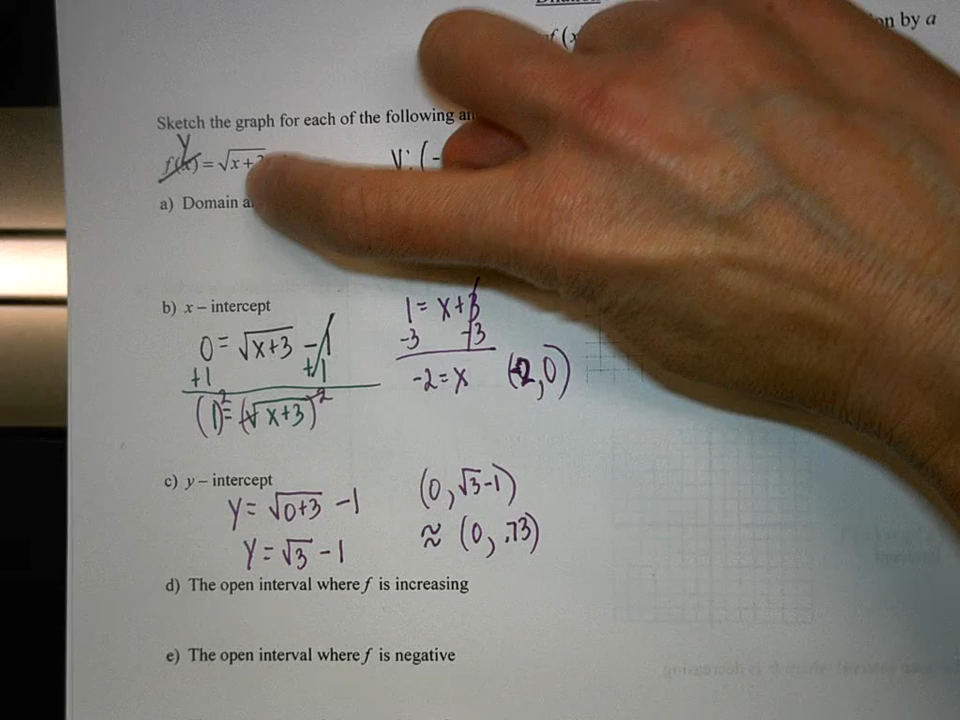 on by a
f(x
Sketch the graph for each of the following an
y
f(x) = √x+
V: (-
a) Domain a
b) x – intercept
0 = √x+3 - 1
+1 +1
(1)² = (√x+3)²
1 = x+3
-3 -3
-2 = x (-2,0)
c) y – intercept
y = √0+3 - 1
y = √3 - 1
(0, √3-1)
≈ (0, .73)
d) The open interval where f is increasing
e) The open interval where f is negative